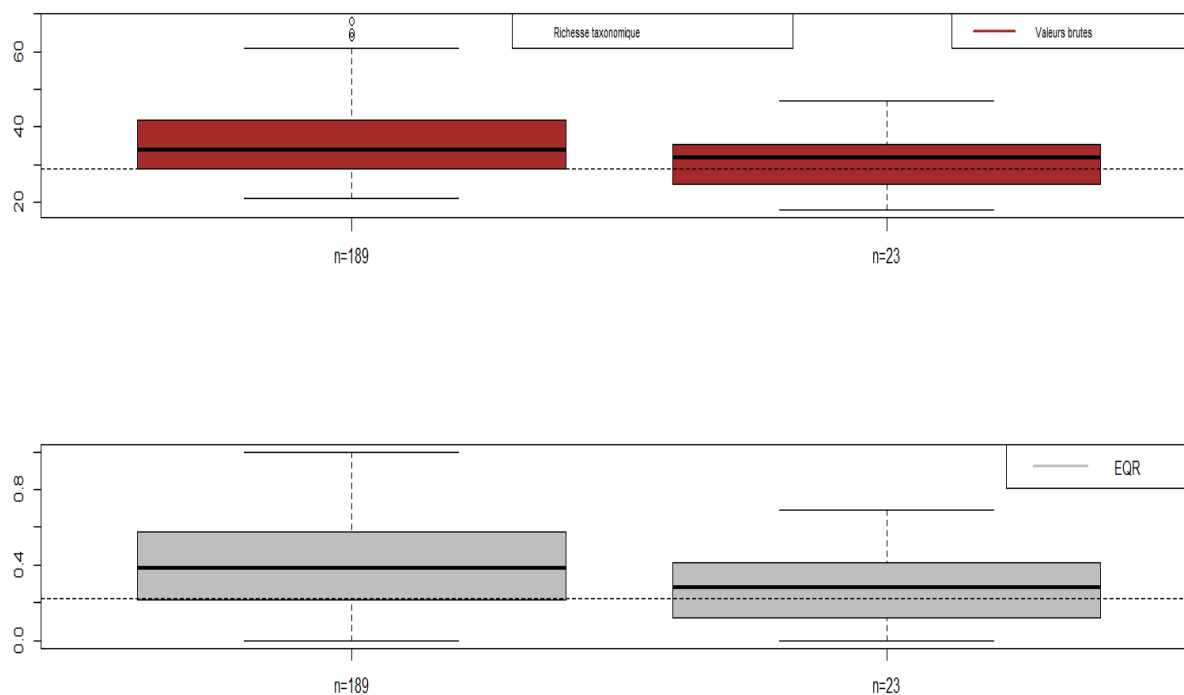 Richesse taxonomique
Valeurs brutes
60
40
20
n=189
n=23
EQR
0.8
0.4
0.0
n=189
n=23